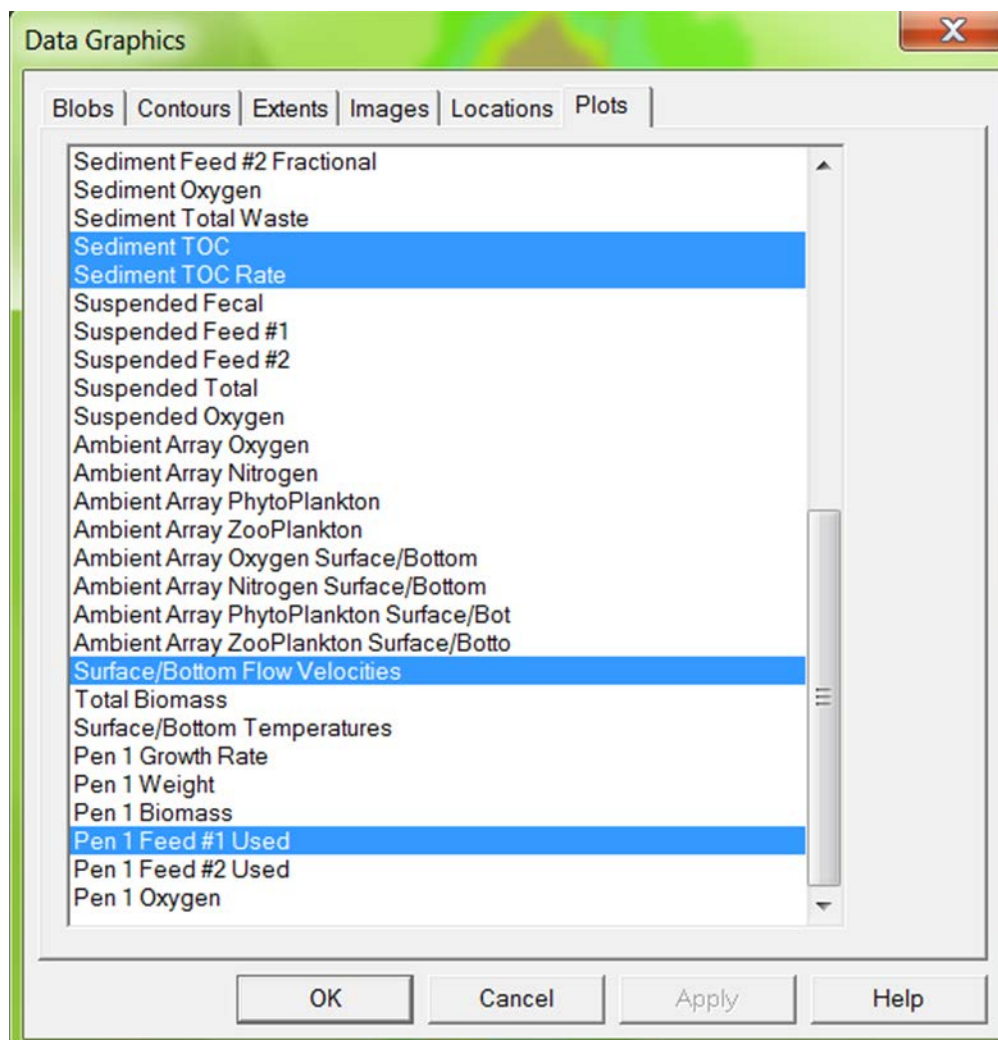 Data Graphics
Blobs Contours Extents Images Locations Plots
Sediment Feed #2 Fractional
Sediment Oxygen
Sediment Total Waste
Sediment TOC
Sediment TOC Rate
Suspended Fecal
Suspended Feed #1
Suspended Feed #2
Suspended Total
Suspended Oxygen
Ambient Array Oxygen
Ambient Array Nitrogen
Ambient Array PhytoPlankton
Ambient Array ZooPlankton
Ambient Array Oxygen Surface/Bottom
Ambient Array Nitrogen Surface/Bottom
Ambient Array PhytoPlankton Surface/Bot
Ambient Array ZooPlankton Surface/Botto
Surface/Bottom Flow Velocities
Total Biomass
Surface/Bottom Temperatures
Pen 1 Growth Rate
Pen 1 Weight
Pen 1 Biomass
Pen 1 Feed #1 Used
Pen 1 Feed #2 Used
Pen 1 Oxygen
OK Cancel Apply Help